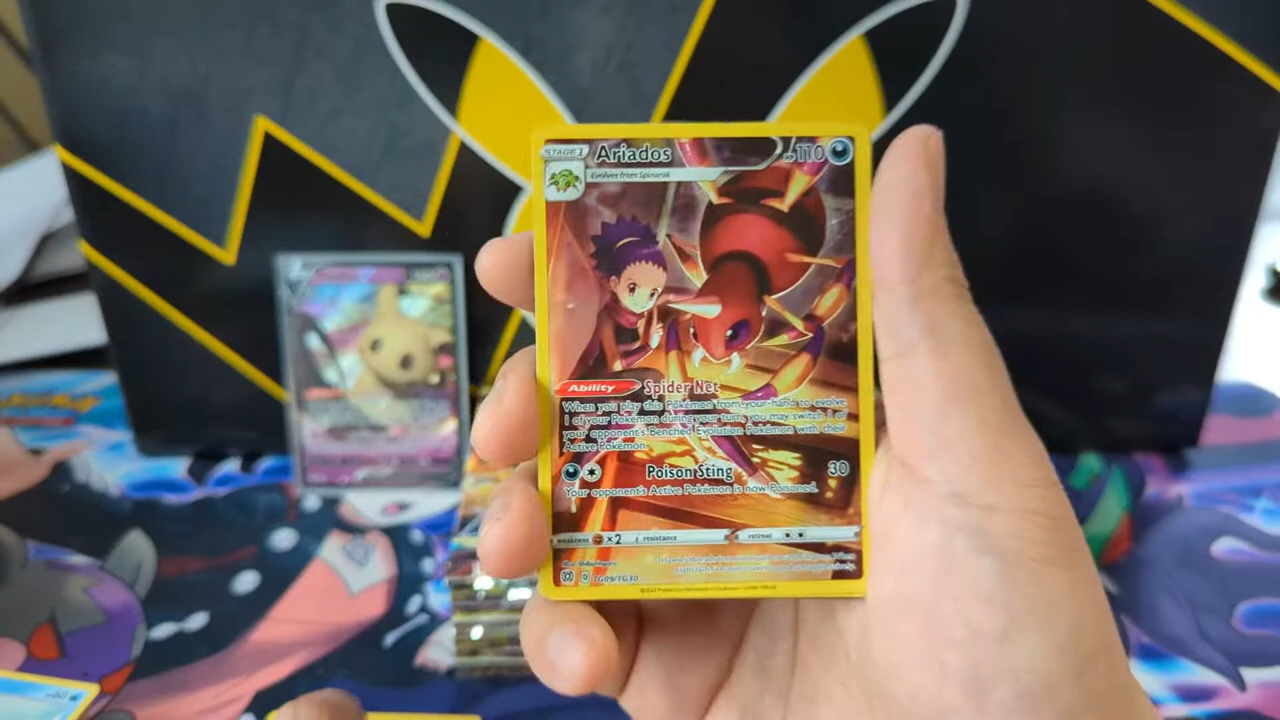 STAGE 1
Ariados
HP 110
Evolves from Spinarak
Ability Spider Net
When you play this Pokémon from your hand to evolve
1 of your Pokémon during your turn, you may switch 1 of
your opponent's Benched Evolution Pokémon with their
Active Pokémon.
Poison Sting 30
Your opponent's Active Pokémon is now Poisoned.
weakness ×2 resistance retreat
D TG09/TG30